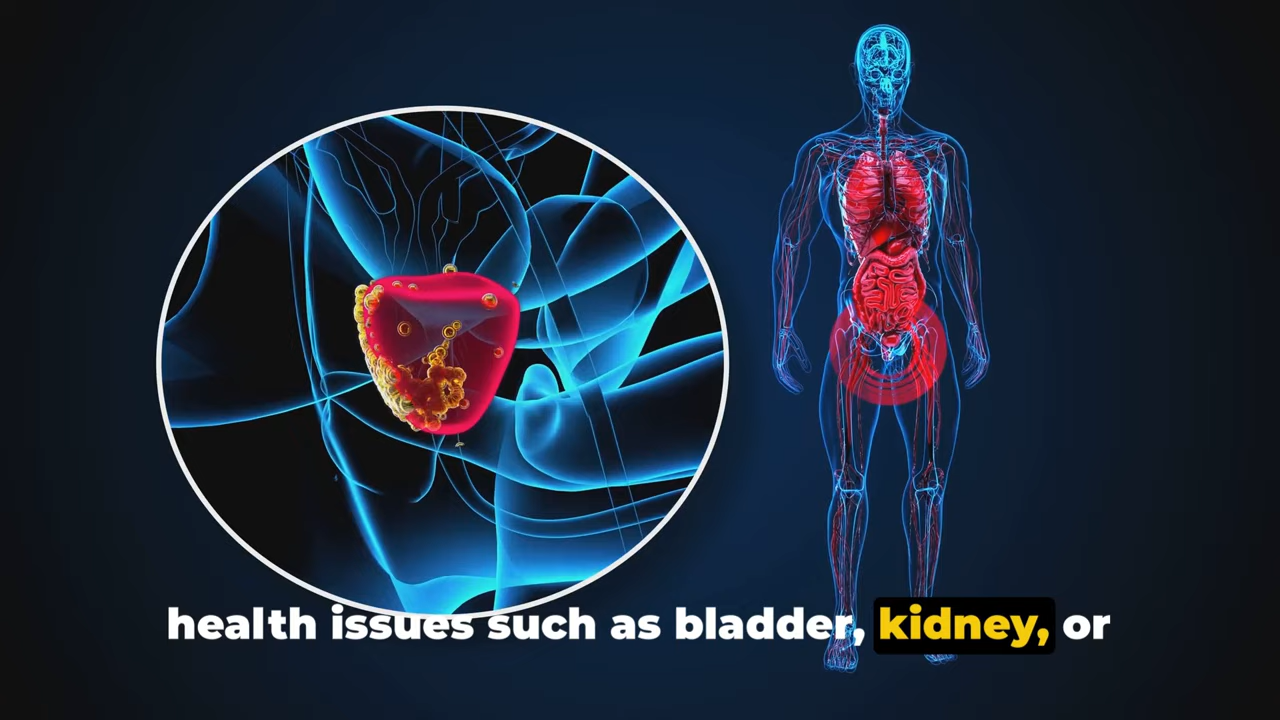 health issues such as bladder, kidney, or